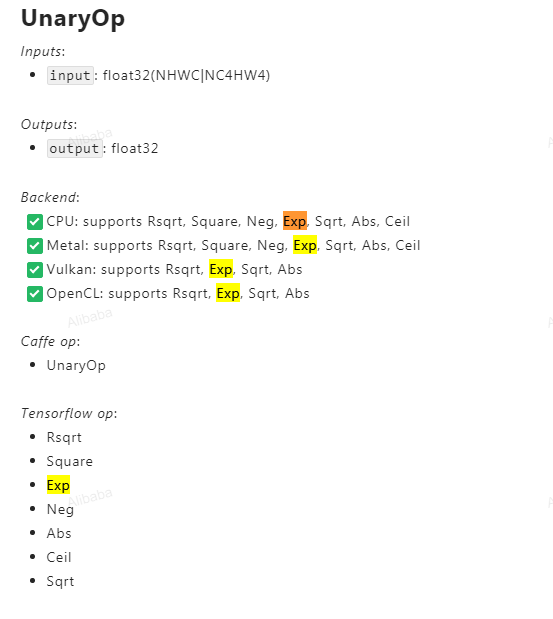 UnaryOp
Inputs:
input: float32(NHWC|NC4HW4)
Outputs:
Alibaba
output: float32
Backend:
CPU: supports Rsqrt, Square, Neg, Exp, Sqrt, Abs, Ceil
Metal: supports Rsqrt, Square, Neg, Exp, Sqrt, Abs, Ceil
Vulkan: supports Rsqrt, Exp, Sqrt, Abs
OpenCL: supports Rsqrt, Exp, Sqrt, Abs
Alibaba
Caffe op:
UnaryOp
Tensorflow op:
Rsqrt
Square
Exp
Alibaba
Neg
Abs
Ceil
Sqrt